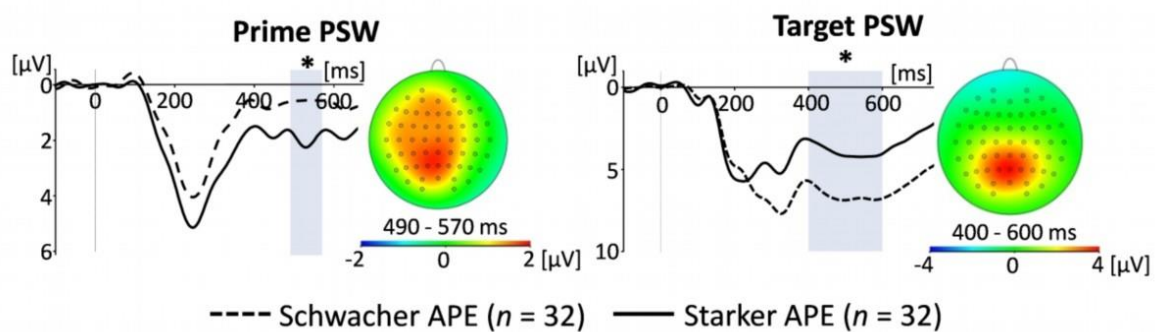 Prime PSW
[µV]
*
[ms]
0
0 200 400 600
2
4
6
490 - 570 ms
-2 0 2 [µV]
Target PSW
[µV]
*
[ms]
0
0 200 400 600
5
10
400 - 600 ms
-4 0 4 [µV]
Schwacher APE (n = 32) Starker APE (n = 32)